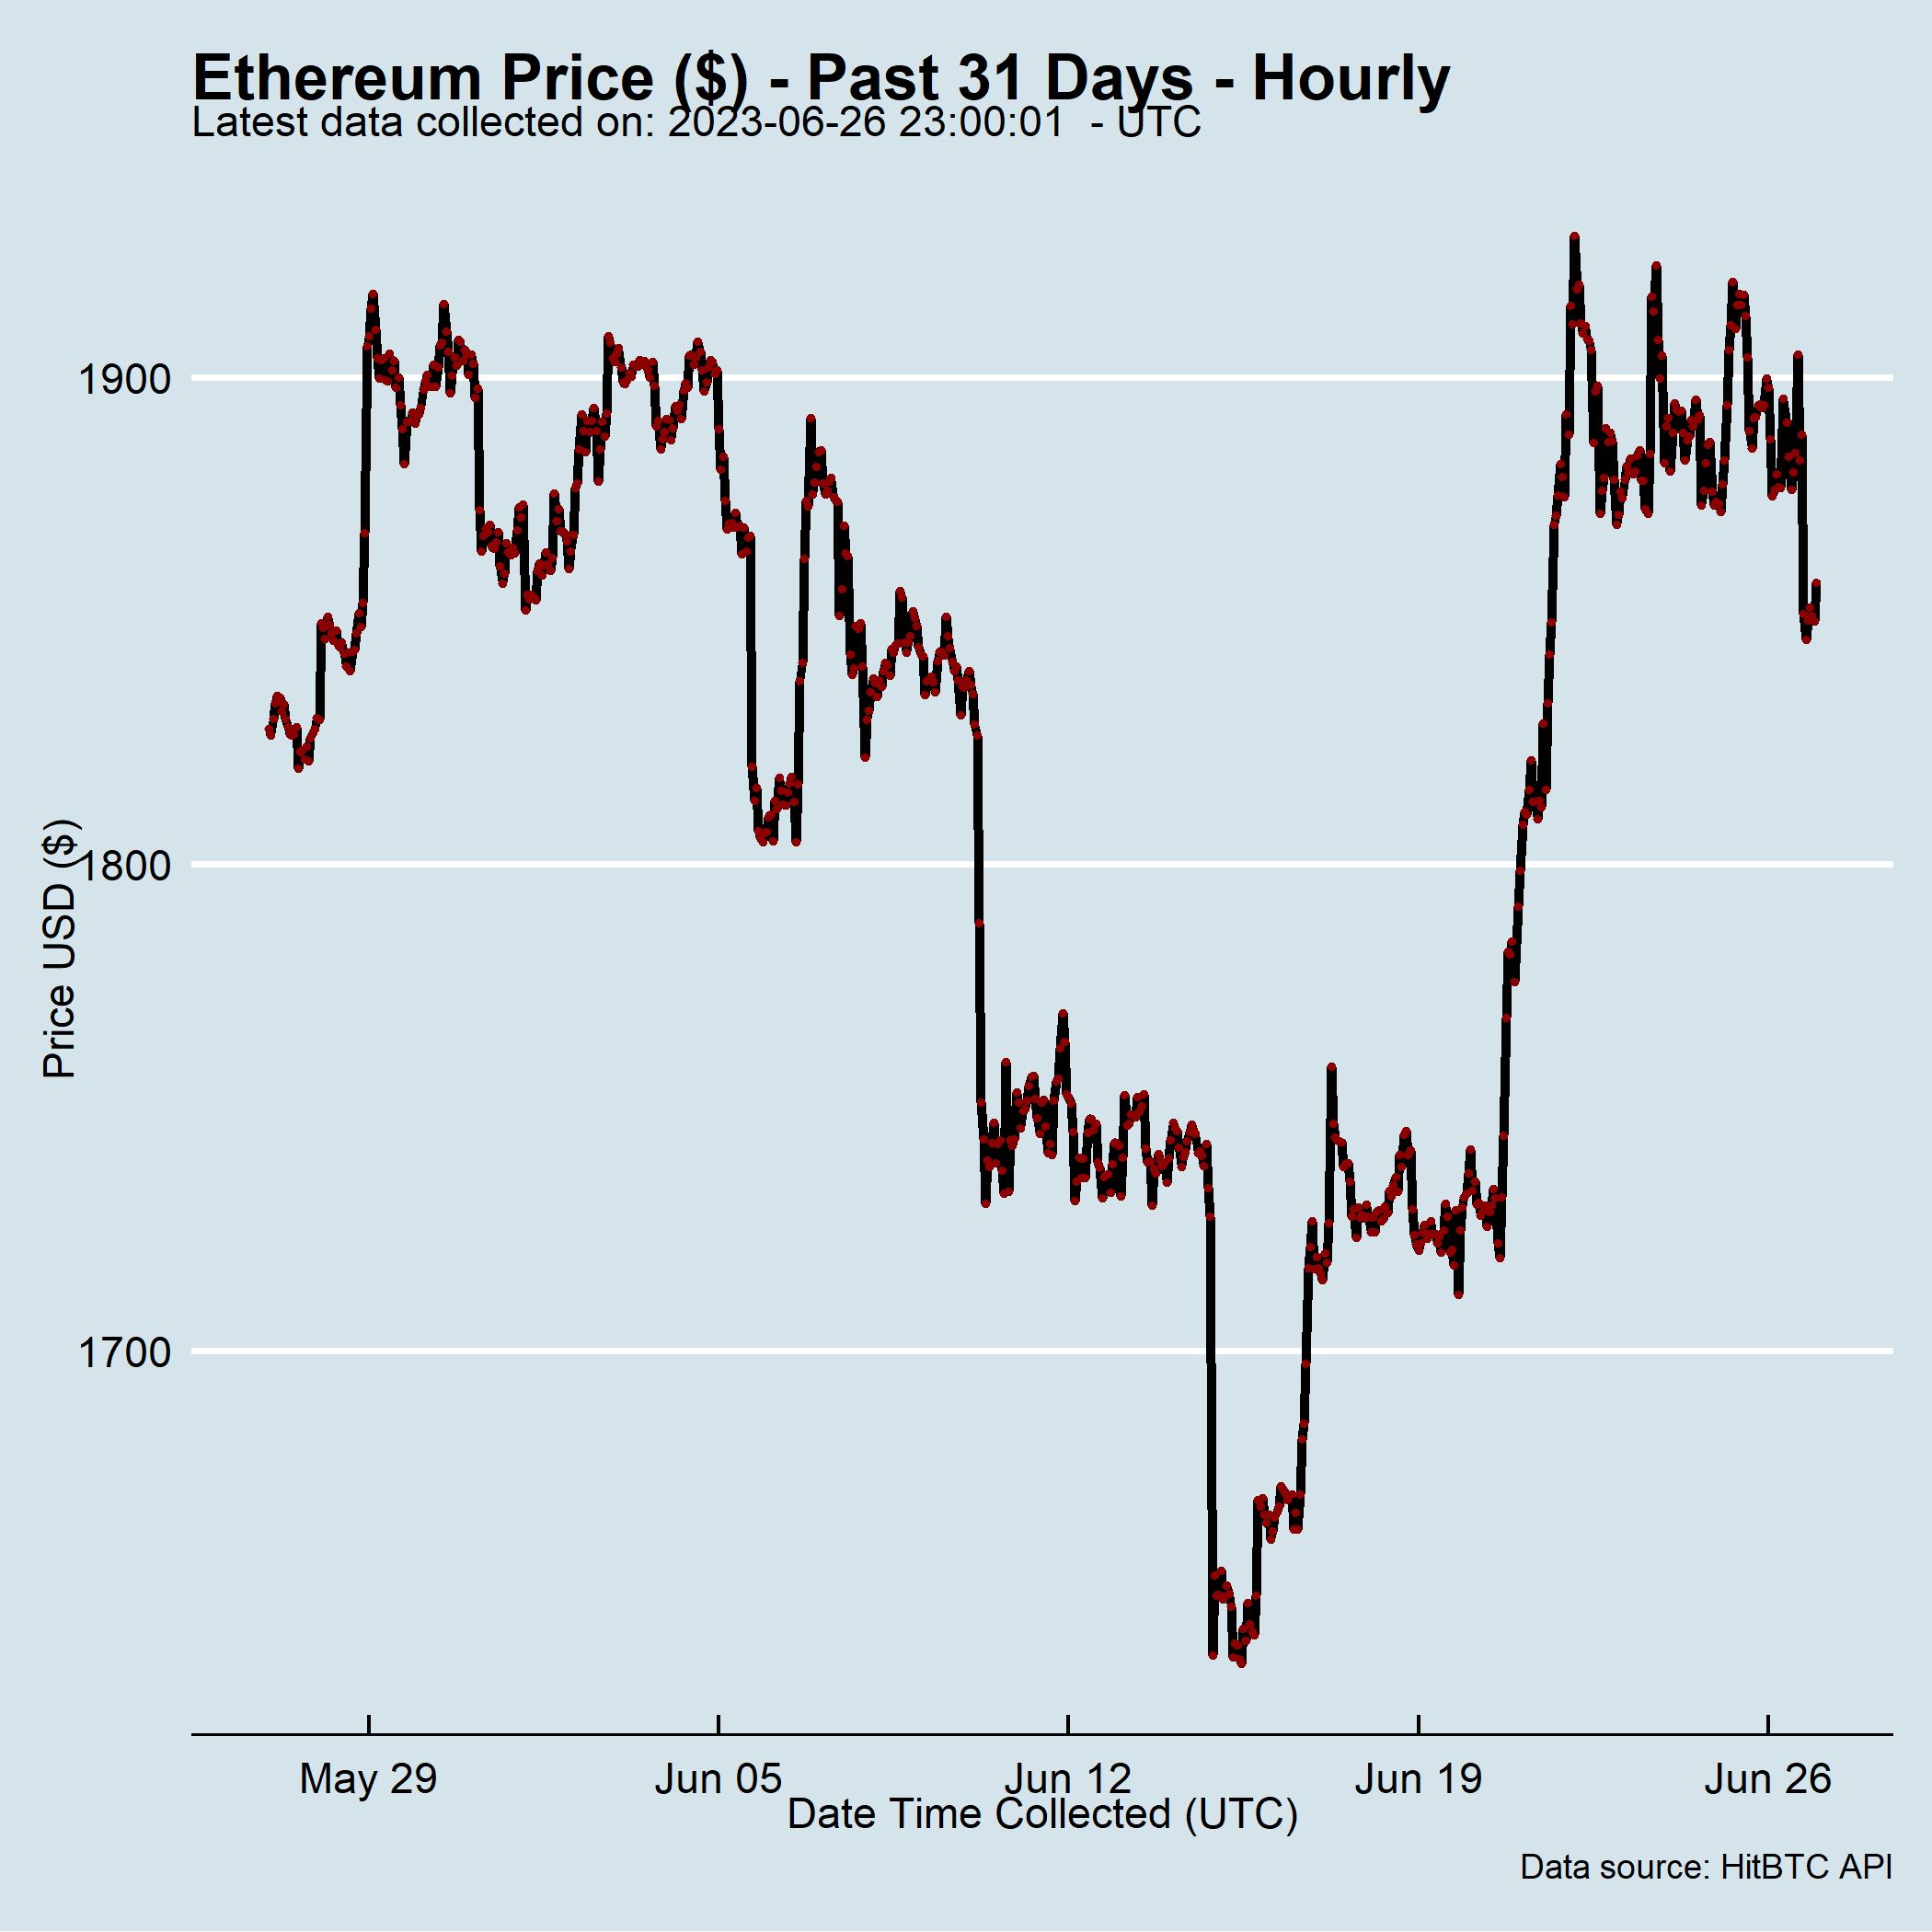 Ethereum Price ($) - Past 31 Days - Hourly
Latest data collected on: 2023-06-26 23:00:01  - UTC
Price USD ($)
1900
1800
1700
May 29
Jun 05
Jun 12
Jun 19
Jun 26
Date Time Collected (UTC)
Data source: HitBTC API